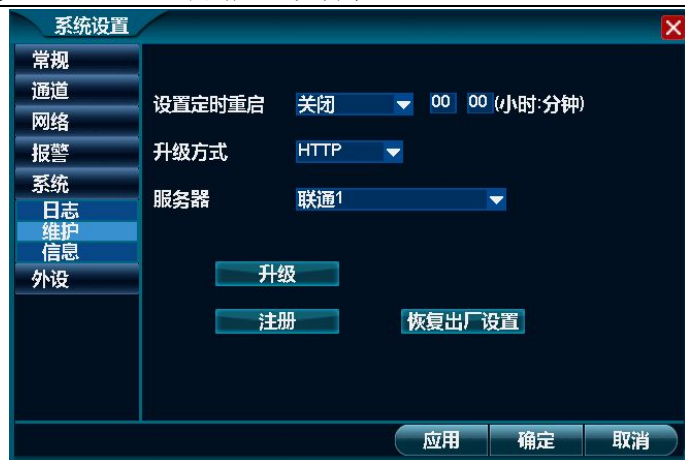 系统设置
常规
通道
网络
报警
系统
日志
维护
信息
外设
设置定时重启 关闭 00 00 (小时:分钟)
升级方式 HTTP
服务器 联通1
升级
注册 恢复出厂设置
应用 确定 取消